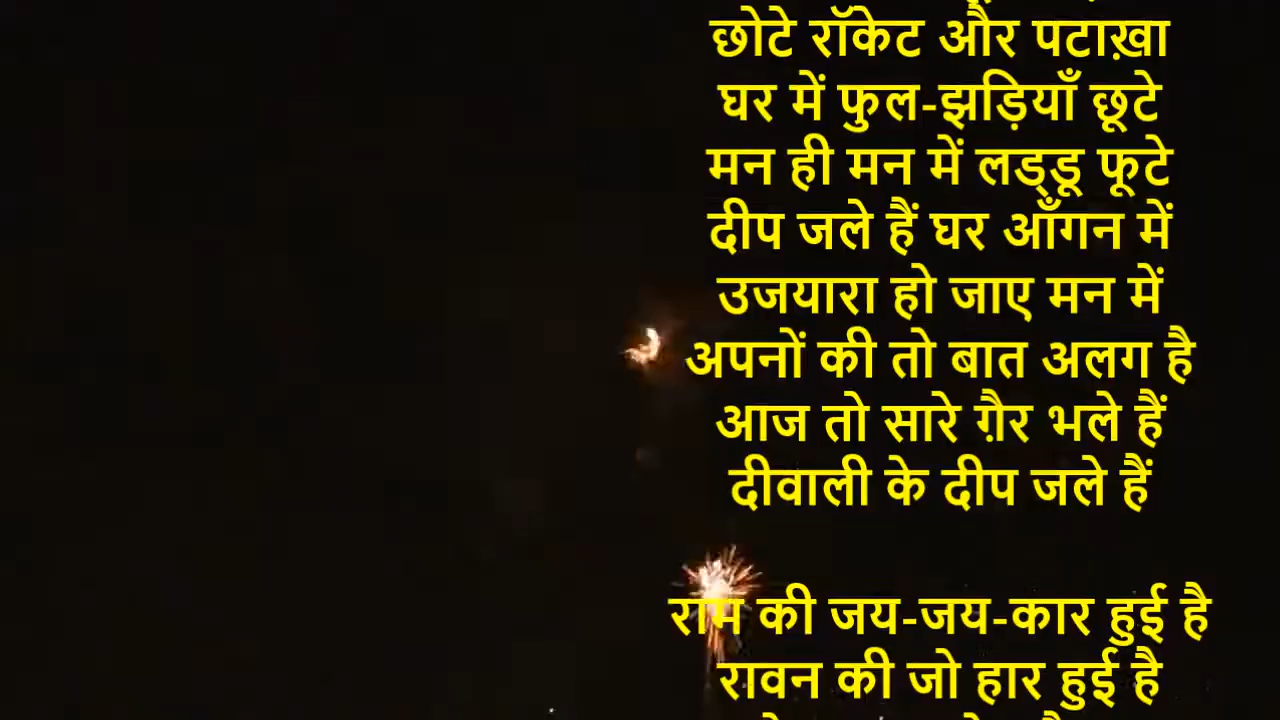 छोटे रॉकेट और पटाख़ा
घर में फुल-झड़ियाँ छूटे
मन ही मन में लड्डू फूटे
दीप जले हैं घर आँगन में
उजयारा हो जाए मन में
अपनों की तो बात अलग है
आज तो सारे ग़ैर भले हैं
दीवाली के दीप जले हैं
राम की जय-जय-कार हुई है
रावन की जो हार हुई है